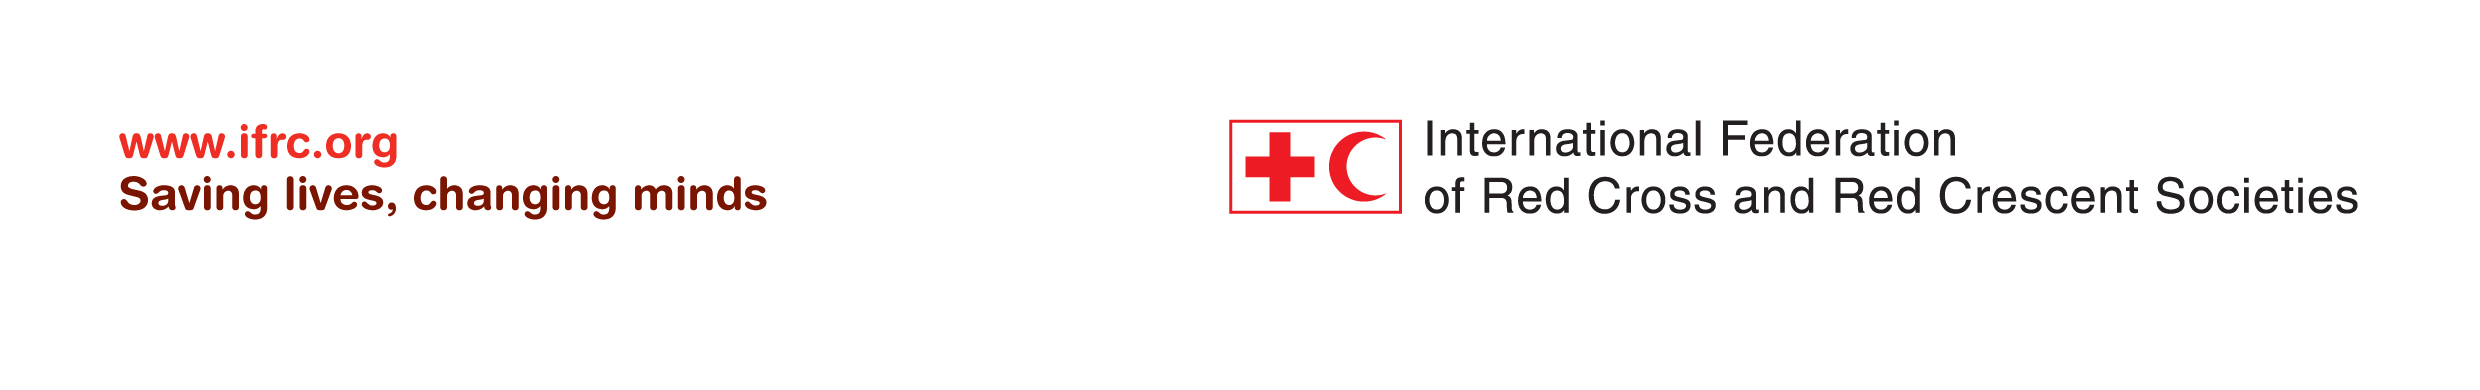 www.ifrc.org
Saving lives, changing minds
International Federation
of Red Cross and Red Crescent Societies